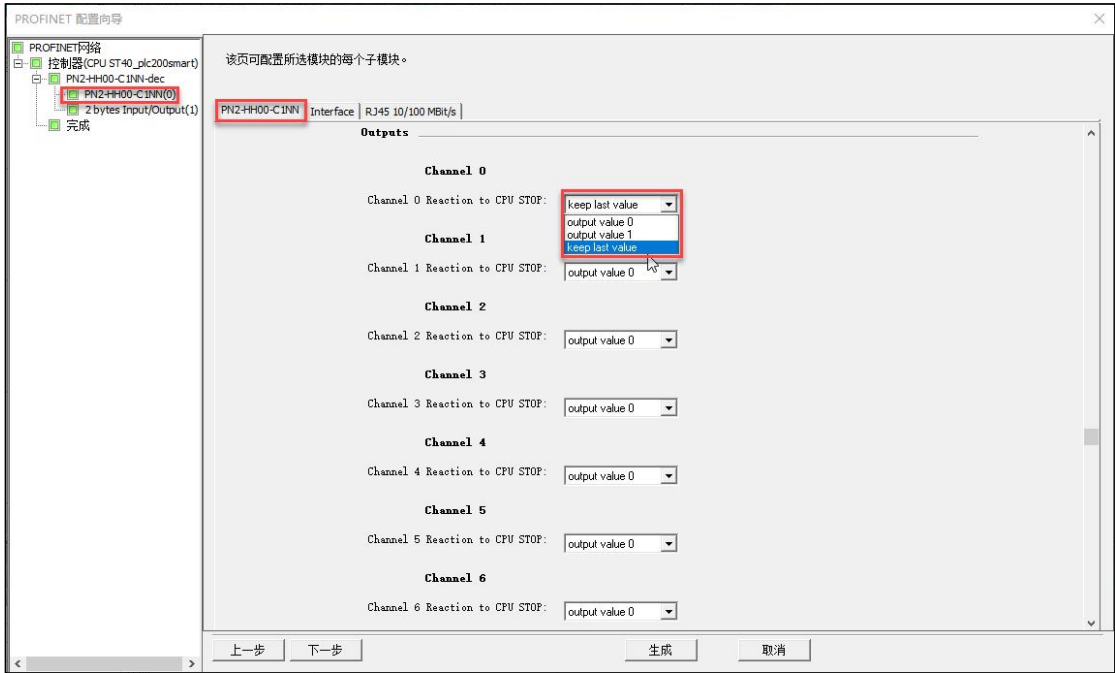 PROFINET 配置向导
PROFINET网络
控制器(CPU ST40_plc200smart)
PN2-HH00-C1NN-dec
PN2-HH00-C1NN(0)
2 bytes Input/Output(1)
完成
该页可配置所选模块的每个子模块。
PN2-HH00-C1NN Interface RJ45 10/100 MBit/s
Outputs
Channel 0
Channel 0 Reaction to CPU STOP: keep last value
output value 0
output value 1
keep last value
Channel 1
Channel 1 Reaction to CPU STOP: output value 0
Channel 2
Channel 2 Reaction to CPU STOP: output value 0
Channel 3
Channel 3 Reaction to CPU STOP: output value 0
Channel 4
Channel 4 Reaction to CPU STOP: output value 0
Channel 5
Channel 5 Reaction to CPU STOP: output value 0
Channel 6
Channel 6 Reaction to CPU STOP: output value 0
上一步 下一步 生成 取消